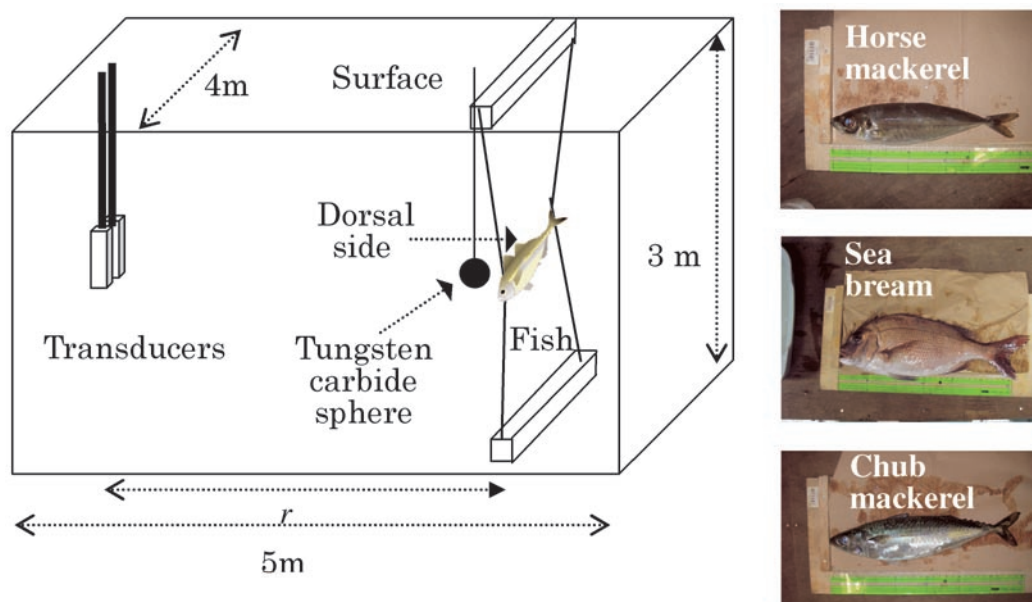 4m
Surface
Dorsal
side
3 m
Transducers
Tungsten
carbide
sphere
Fish
r
5m
Horse
mackerel
Sea
bream
Chub
mackerel